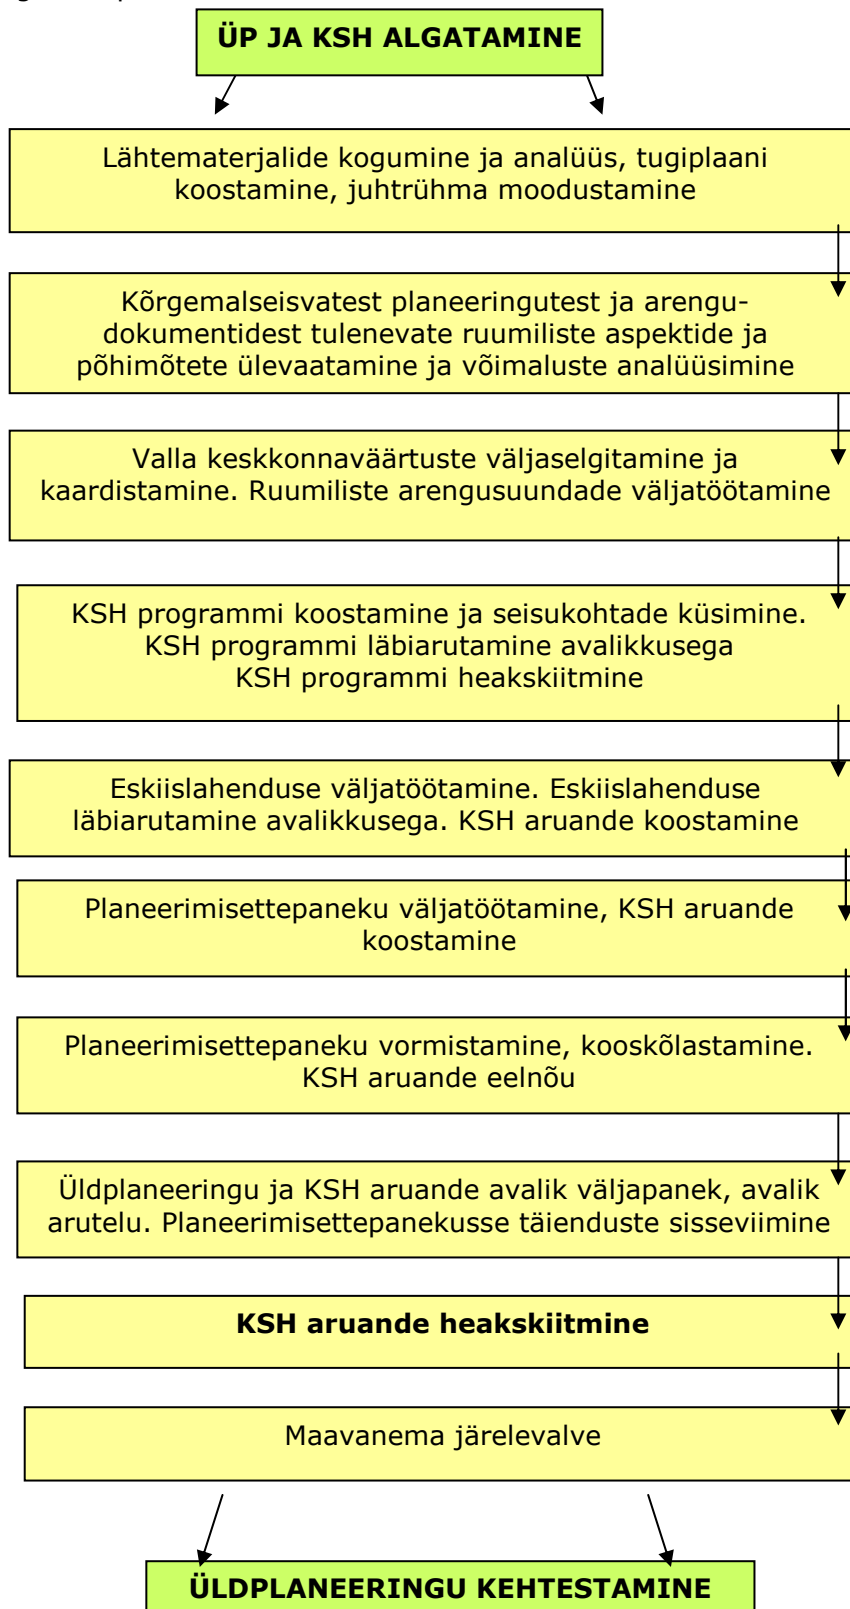 ÜP JA KSH ALGATAMINE
Lähtematerjalide kogumine ja analüüs, tugiplaani
koostamine, juhtrühma moodustamine
Kõrgemalseisvatest planeeringutest ja arengu-
dokumentidest tulenevate ruumiliste aspektide ja
põhimõtete ülevaatamine ja võimaluste analüüsimine
Valla keskkonnaväärtuste väljaselgitamine ja
kaardistamine. Ruumiliste arengusuundade väljatöötamine
KSH programmi koostamine ja seisukohtade küsimine.
KSH programmi läbiarutamine avalikkusega
KSH programmi heakskiitmine
Eskiislahenduse väljatöötamine. Eskiislahenduse
läbiarutamine avalikkusega. KSH aruande koostamine
Planeerimisettepaneku väljatöötamine, KSH aruande
koostamine
Planeerimisettepaneku vormistamine, kooskõlastamine.
KSH aruande eelnõu
Üldplaneeringu ja KSH aruande avalik väljapanek, avalik
arutelu. Planeerimisettepanekusse täienduste sisseviimine
KSH aruande heakskiitmine
Maavanema järelevalve
ÜLDPLANEERINGU KEHTESTAMINE